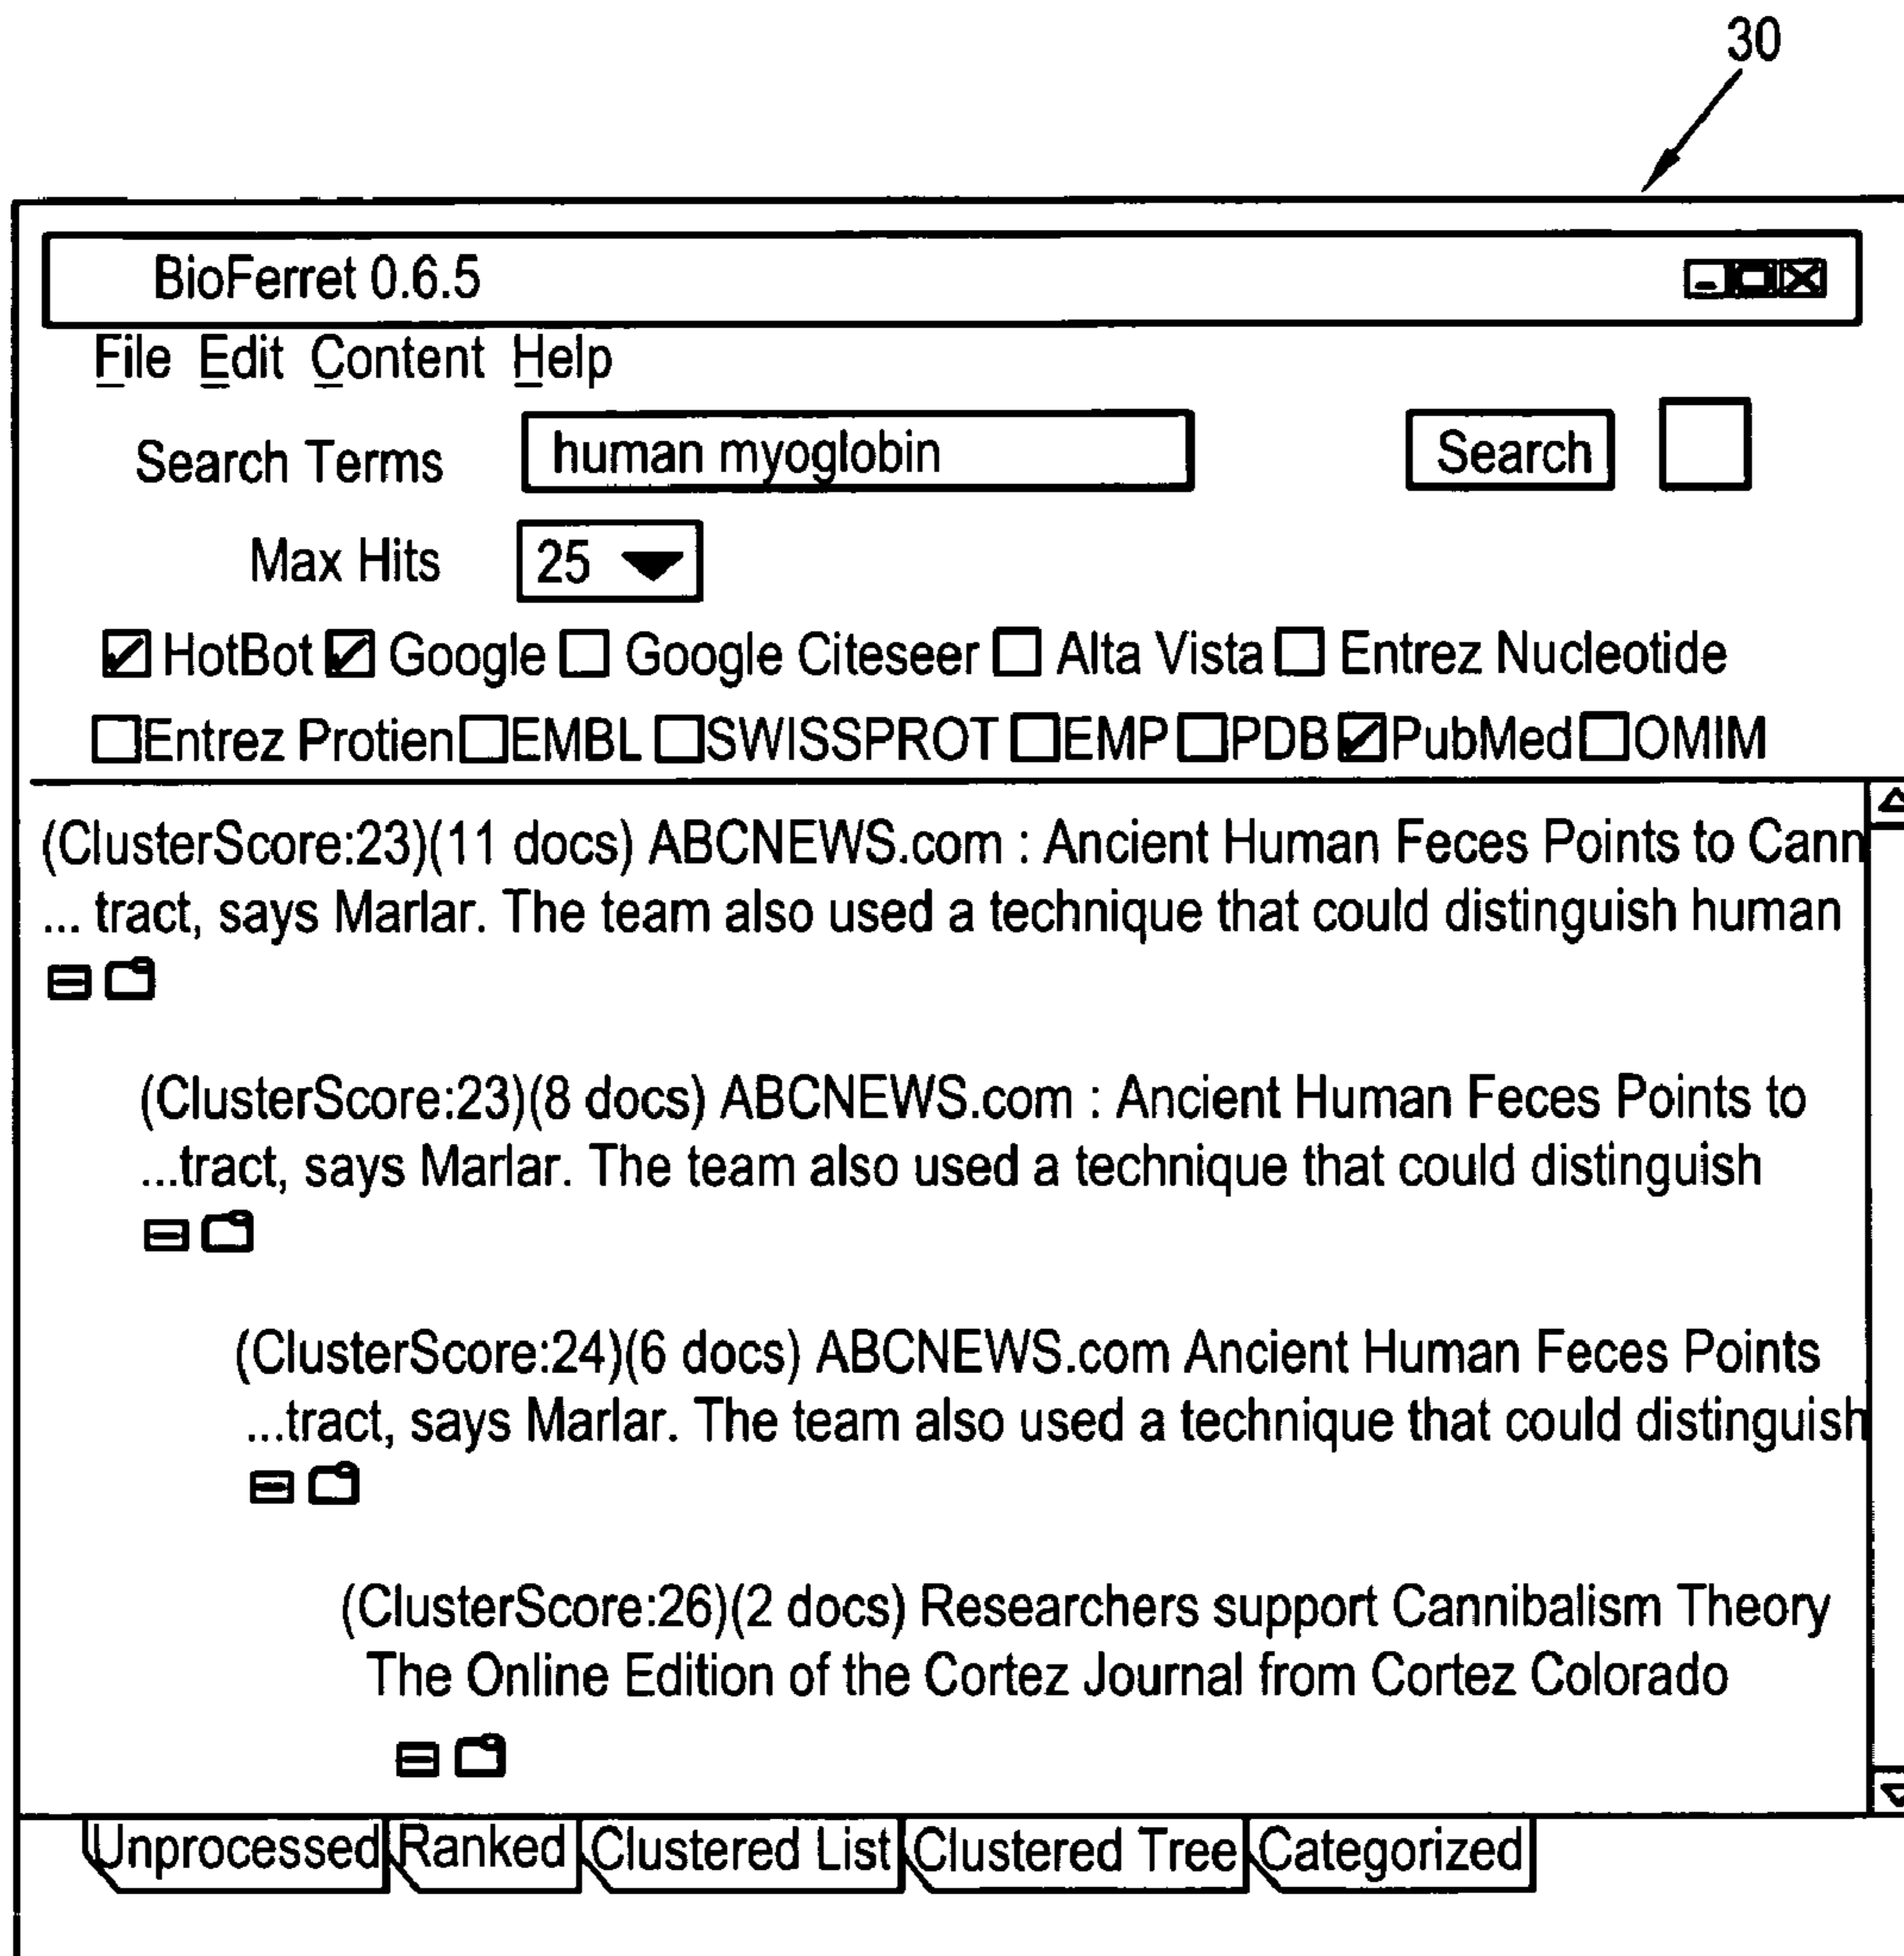 30
BioFerret 0.6.5
File Edit Content Help
Search Terms human myoglobin Search
Max Hits 25
HotBot Google Google Citeseer Alta Vista Entrez Nucleotide
Entrez Protien EMBL SWISSPROT EMP PDB PubMed OMIM
(ClusterScore:23)(11 docs) ABCNEWS.com : Ancient Human Feces Points to Cann
... tract, says Marlar. The team also used a technique that could distinguish human
(ClusterScore:23)(8 docs) ABCNEWS.com : Ancient Human Feces Points to
...tract, says Marlar. The team also used a technique that could distinguish
(ClusterScore:24)(6 docs) ABCNEWS.com Ancient Human Feces Points
...tract, says Marlar. The team also used a technique that could distinguish
(ClusterScore:26)(2 docs) Researchers support Cannibalism Theory
The Online Edition of the Cortez Journal from Cortez Colorado
Unprocessed Ranked Clustered List Clustered Tree Categorized